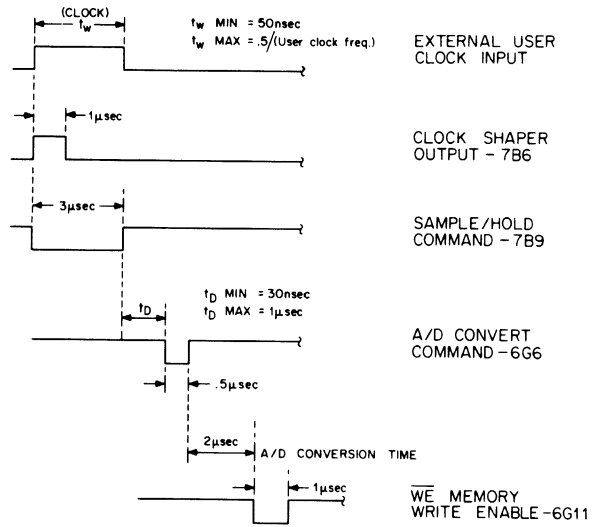 (CLOCK)
tw
tw MIN = 50nsec
tw MAX = .5/(User clock freq.)
EXTERNAL USER
CLOCK INPUT
1μsec
CLOCK SHAPER
OUTPUT - 7B6
3μsec
SAMPLE/HOLD
COMMAND - 7B9
tD MIN = 30nsec
tD MAX = 1μsec
tD
A/D CONVERT
COMMAND - 6G6
.5μsec
2μsec
A/D CONVERSION TIME
1μsec
W̅E̅ MEMORY
WRITE ENABLE - 6G11